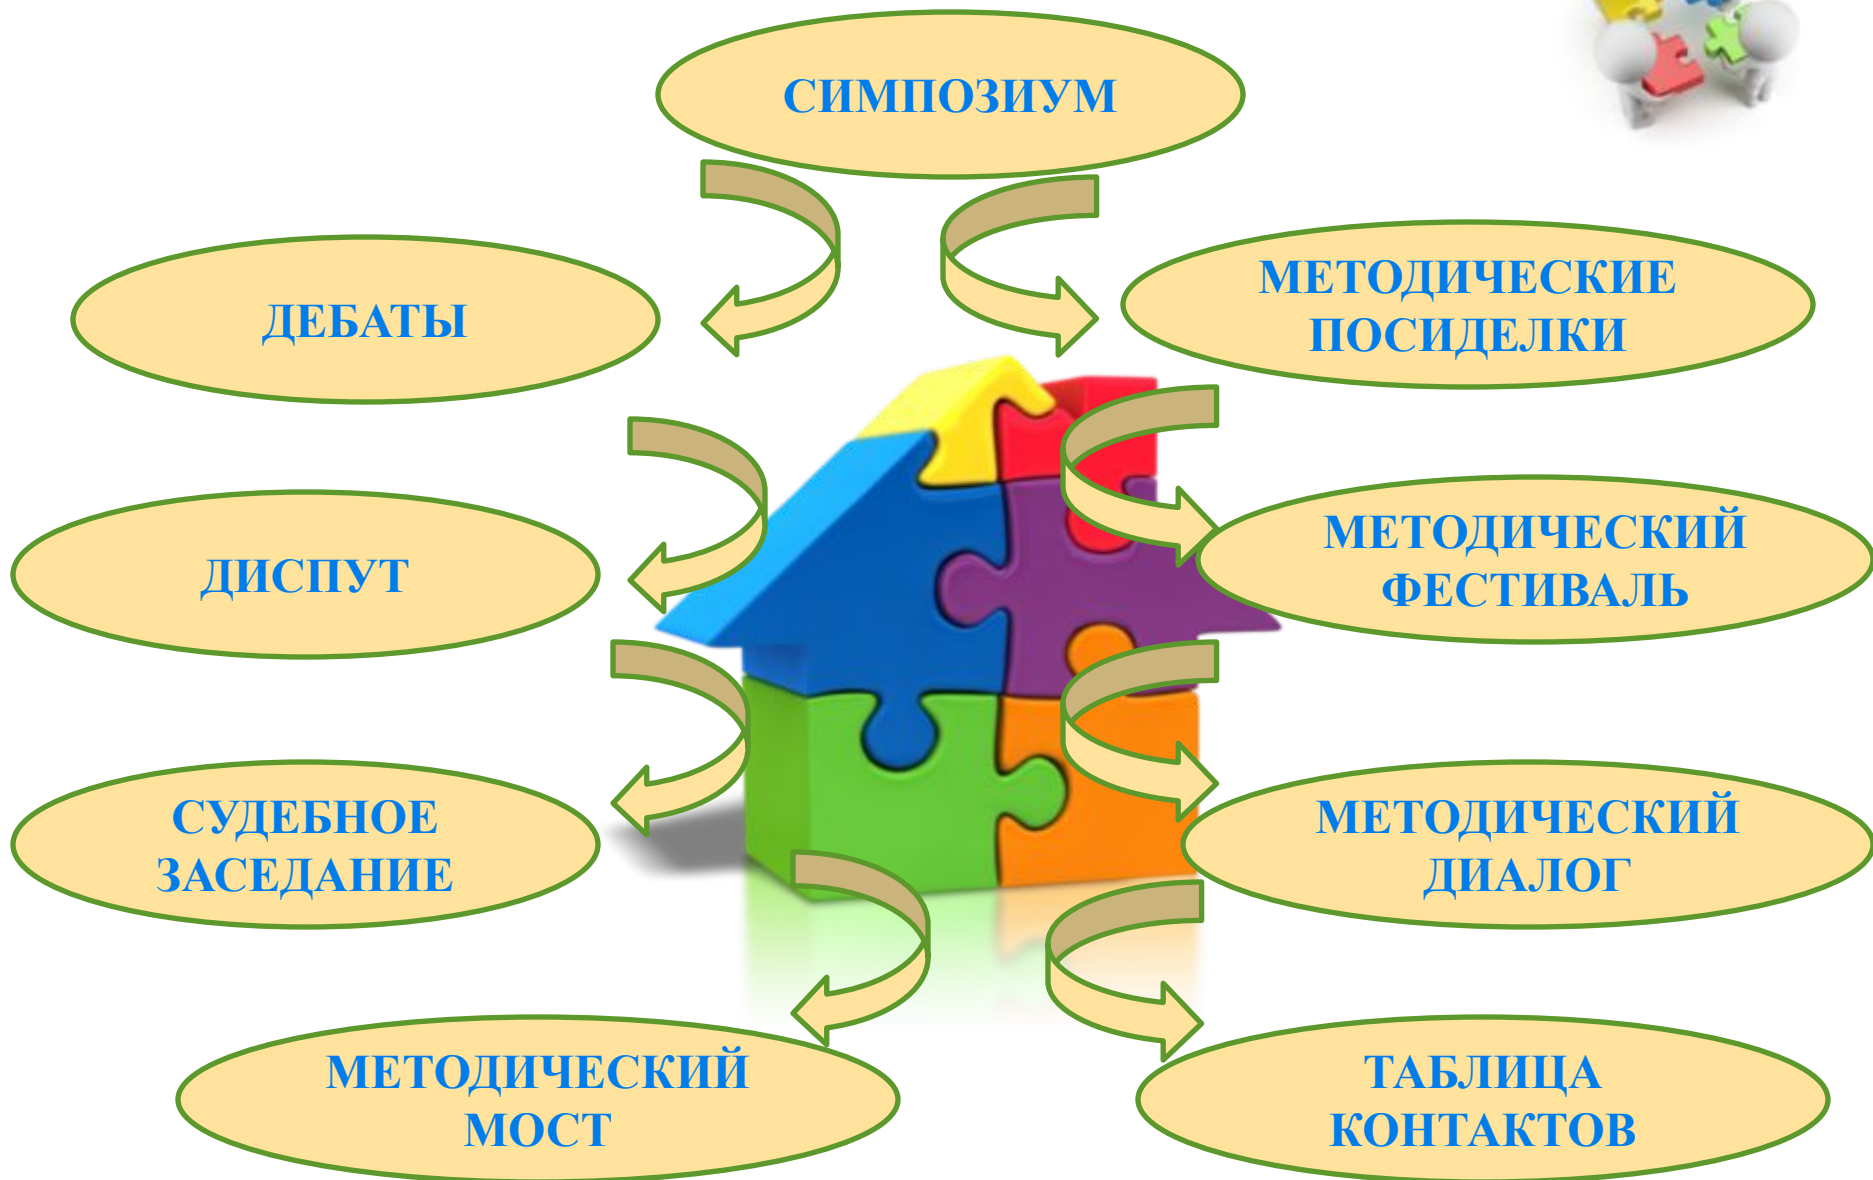 СИМПОЗИУМ
ДЕБАТЫ
МЕТОДИЧЕСКИЕ
ПОСИДЕЛКИ
ДИСПУТ
МЕТОДИЧЕСКИЙ
ФЕСТИВАЛЬ
СУДЕБНОЕ
ЗАСЕДАНИЕ
МЕТОДИЧЕСКИЙ
ДИАЛОГ
МЕТОДИЧЕСКИЙ
МОСТ
ТАБЛИЦА
КОНТАКТОВ